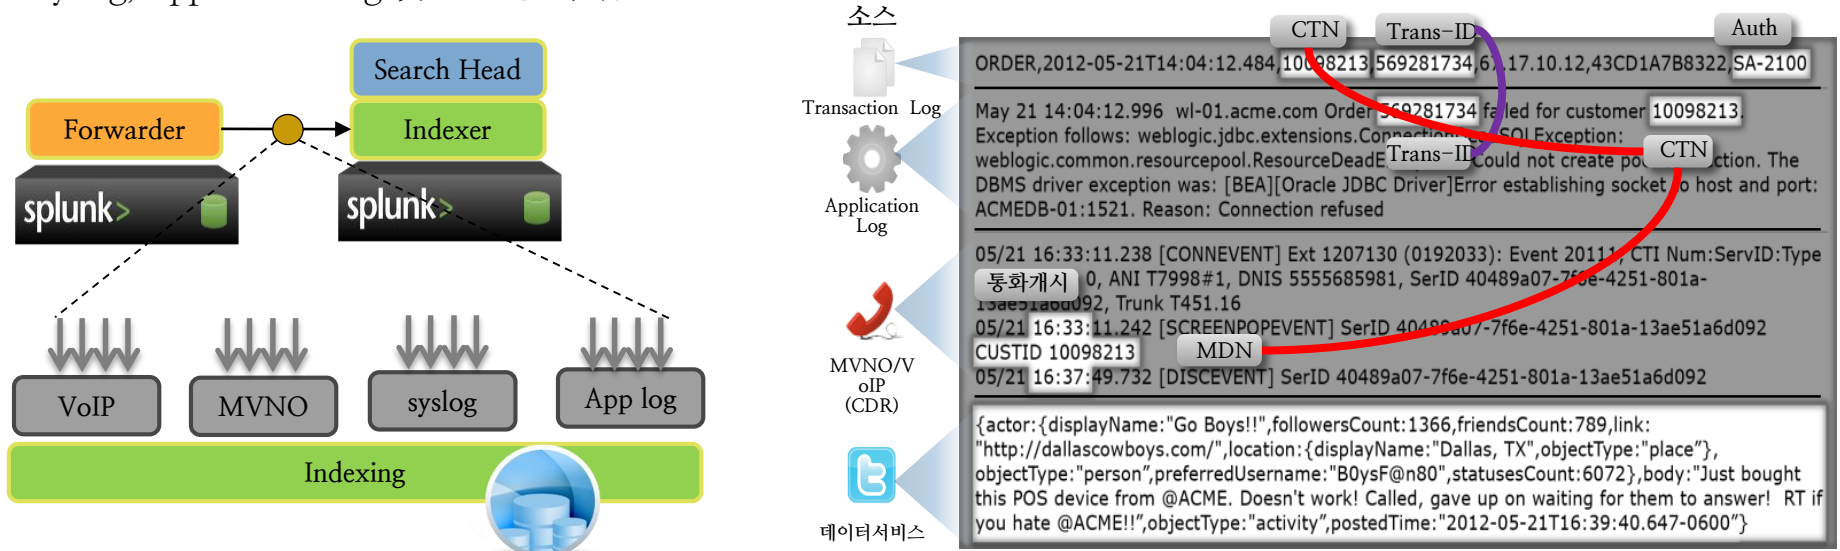 Search Head
Forwarder
Indexer
splunk>
splunk>
VoIP
MVNO
syslog
App log
Indexing
소스
Transaction Log
Application
Log
MVNO/V
oIP
(CDR)
데이터서비스
CTN
Trans-ID
Auth
ORDER,2012-05-21T14:04:12.484,10098213,569281734,67.17.10.12,43CD1A7B8322,SA-2100
May 21 14:04:12.996 wl-01.acme.com Order 569281734 failed for customer 10098213.
Exception follows: weblogic.jdbc.extensions.
Exception:
weblogic.common.resourcepool.
Trans-ID
Could not create
CTN
The
DBMS driver exception was: [BEA][Oracle JDBC Driver]Error establishing socket to host and port:
ACMEDB-01:1521. Reason: Connection refused
05/21 16:33:11.238 [CONNEVENT] Ext 1207130 (0192033): Event 20111, CTI Num:ServID:Type
통화개시
0, ANI T7998#1, DNIS 5555685981, SerID 40489a07-7f6e-4251-801a-
13ae51a6d092, Trunk T451.16
05/21 16:33:11.242 [SCREENPOPEVENT] SerID 40489a07-7f6e-4251-801a-13ae51a6d092
CUSTID 10098213
MDN
05/21 16:37:49.732 [DISCEVENT] SerID 40489a07-7f6e-4251-801a-13ae51a6d092
{actor:{displayName:"Go Boys!!",followersCount:1366,friendsCount:789,link:
"http://dallascowboys.com/",location:{displayName:"Dallas, TX",objectType:"place"},
objectType:"person",preferredUsername:"B0ysF@n80",statusesCount:6072},body:"Just bought
this POS device from @ACME. Doesn't work! Called, gave up on waiting for them to answer! RT if
you hate @ACME!!",objectType:"activity",postedTime:"2012-05-21T16:39:40.647-0600"}